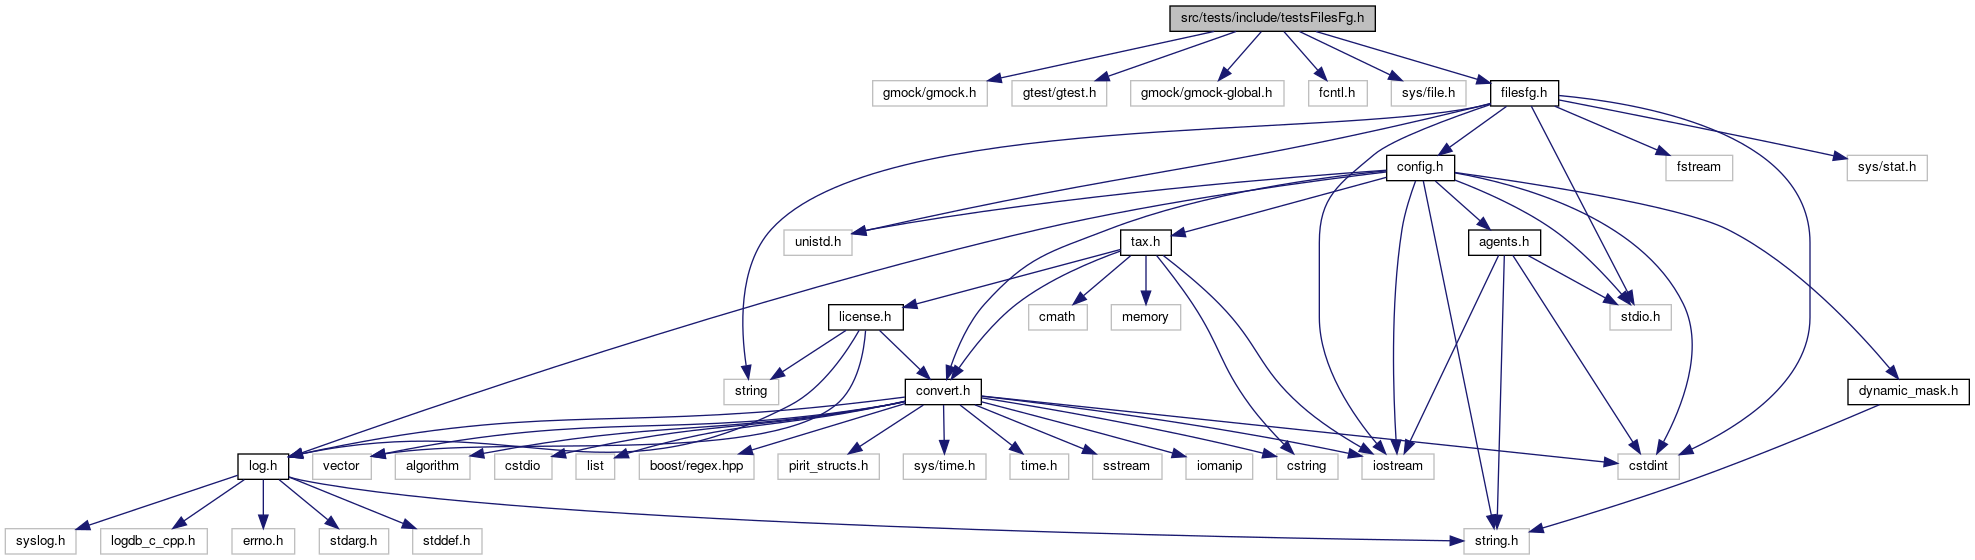 src/tests/include/testsFilesFg.h
gmock/gmock.h
gtest/gtest.h
gmock/gmock-global.h
fcntl.h
sys/file.h
filesfg.h
config.h
fstream
sys/stat.h
unistd.h
tax.h
agents.h
license.h
cmath
memory
stdio.h
string
convert.h
dynamic_mask.h
log.h
vector
algorithm
cstdio
list
boost/regex.hpp
pirit_structs.h
sys/time.h
time.h
sstream
iomanip
cstring
iostream
cstdint
syslog.h
logdb_c_cpp.h
errno.h
stdarg.h
stddef.h
string.h